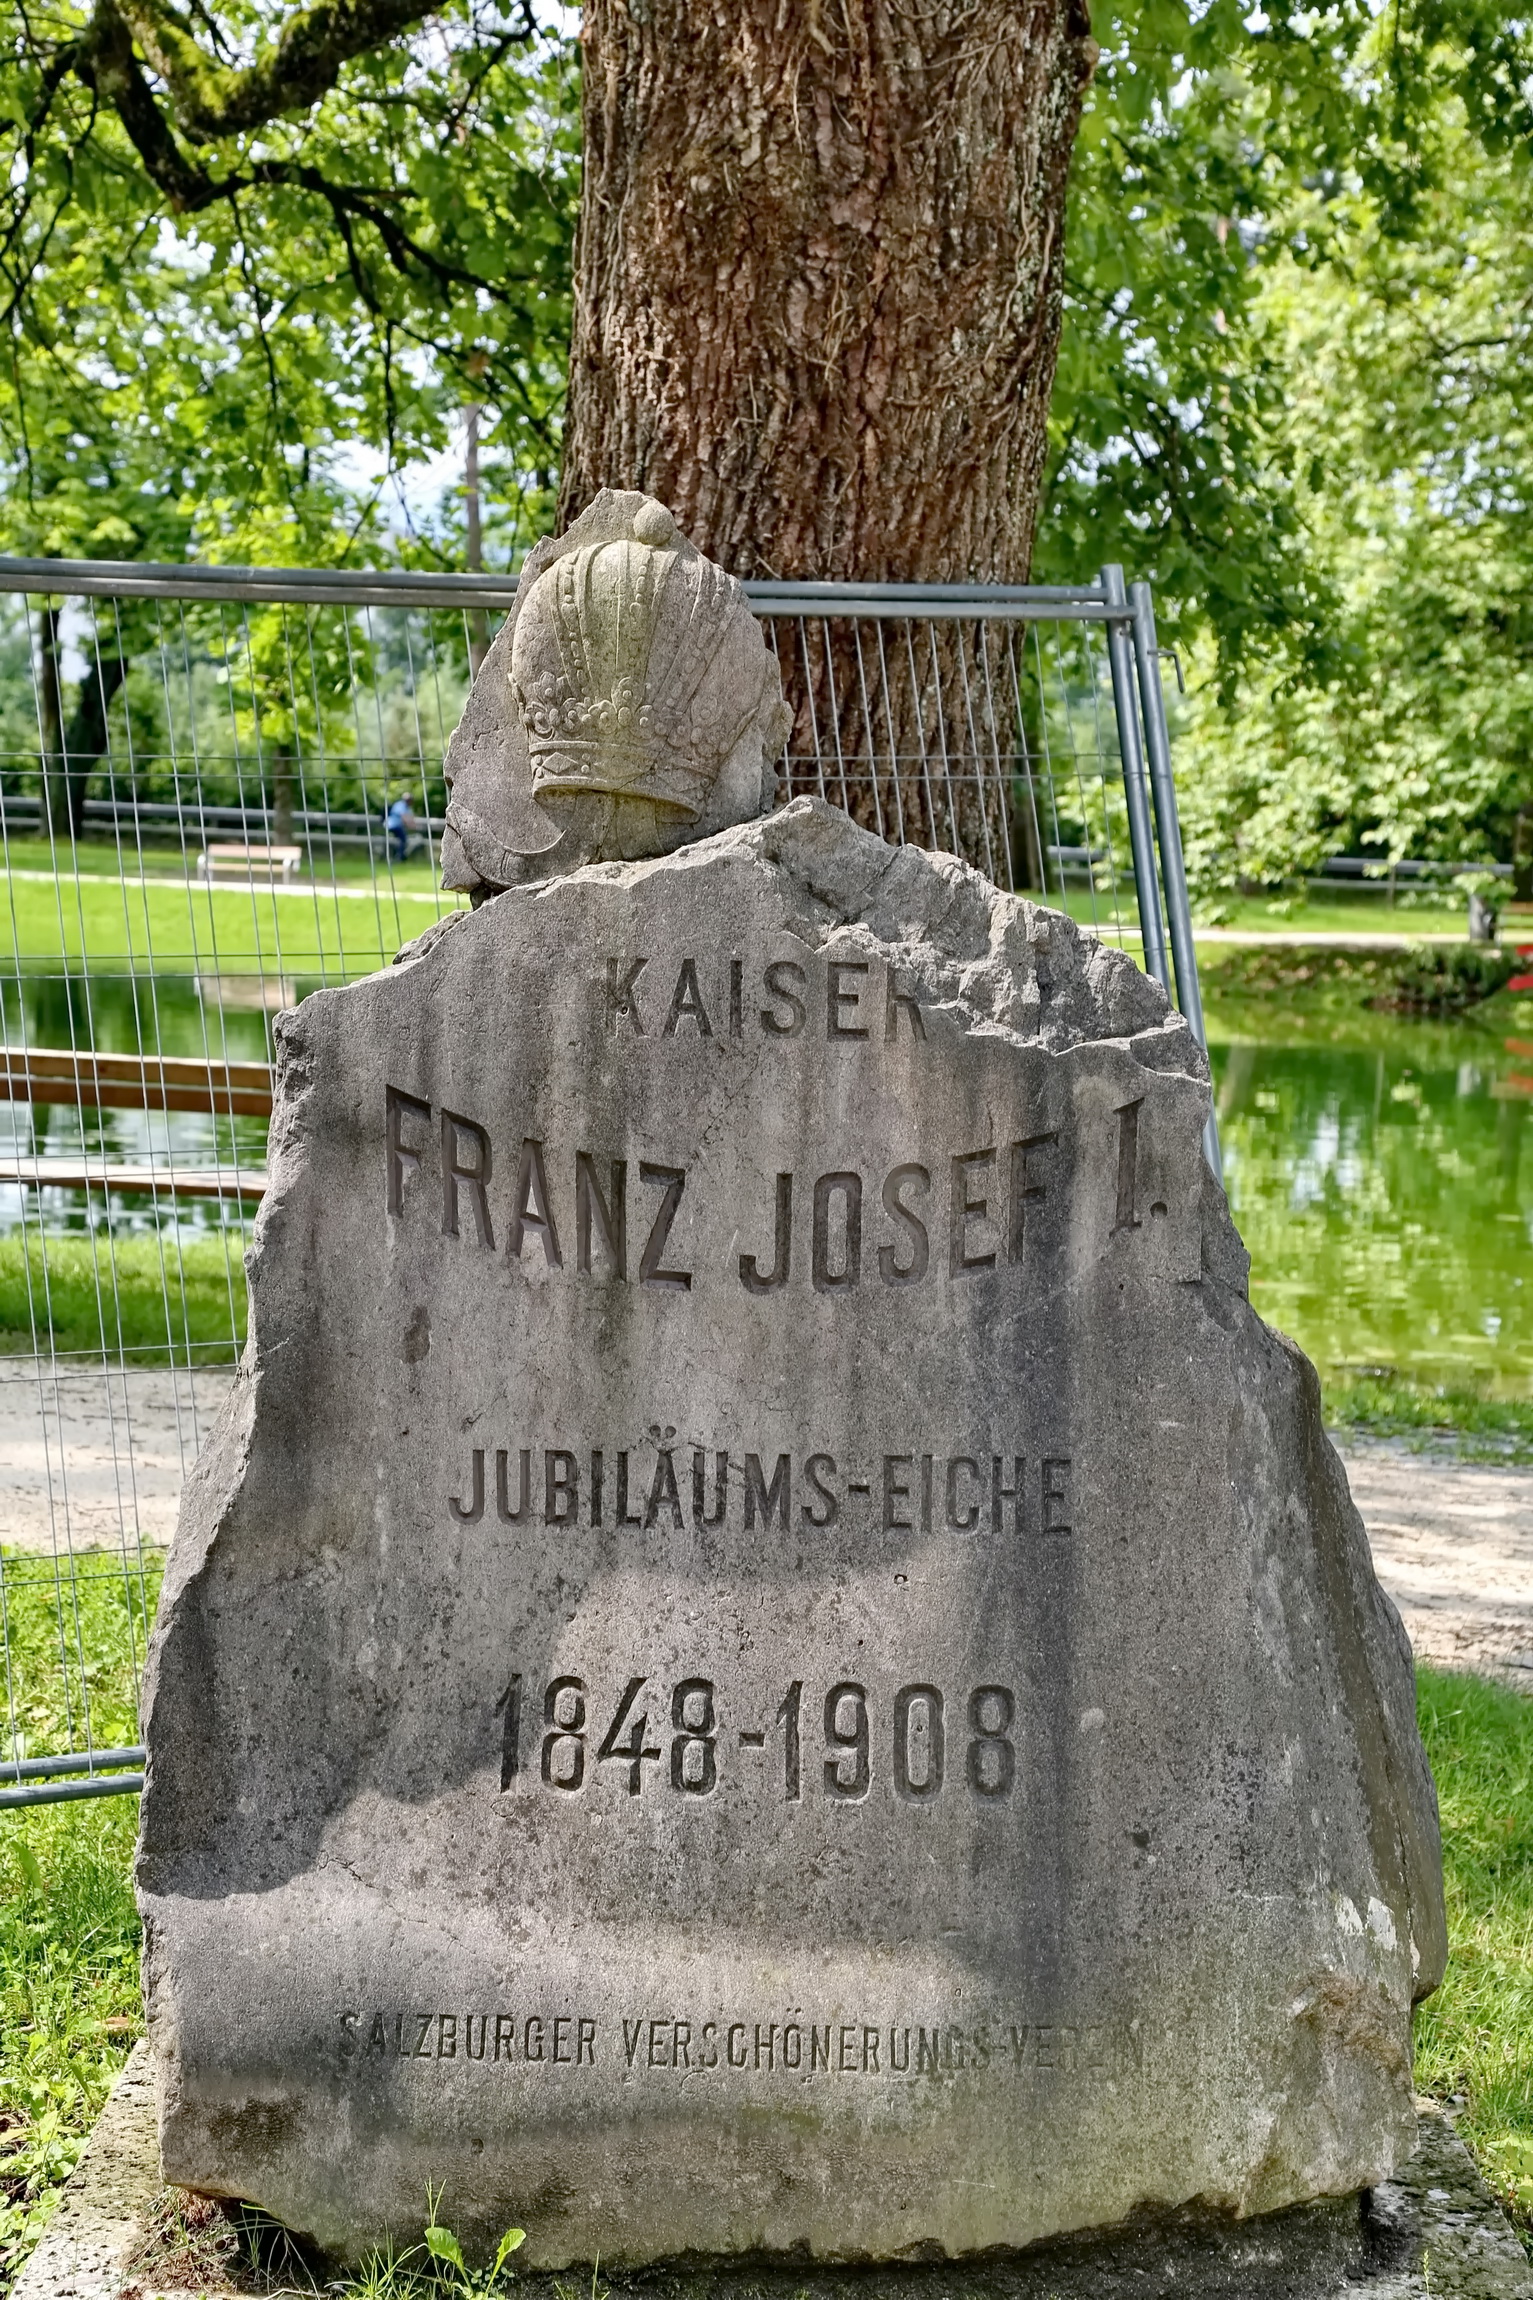 KAISER
FRANZ JOSEF I.
JUBILÄUMS-EICHE
1848-1908
SALZBURGER VERSCHÖNERUNGS-VEREIN